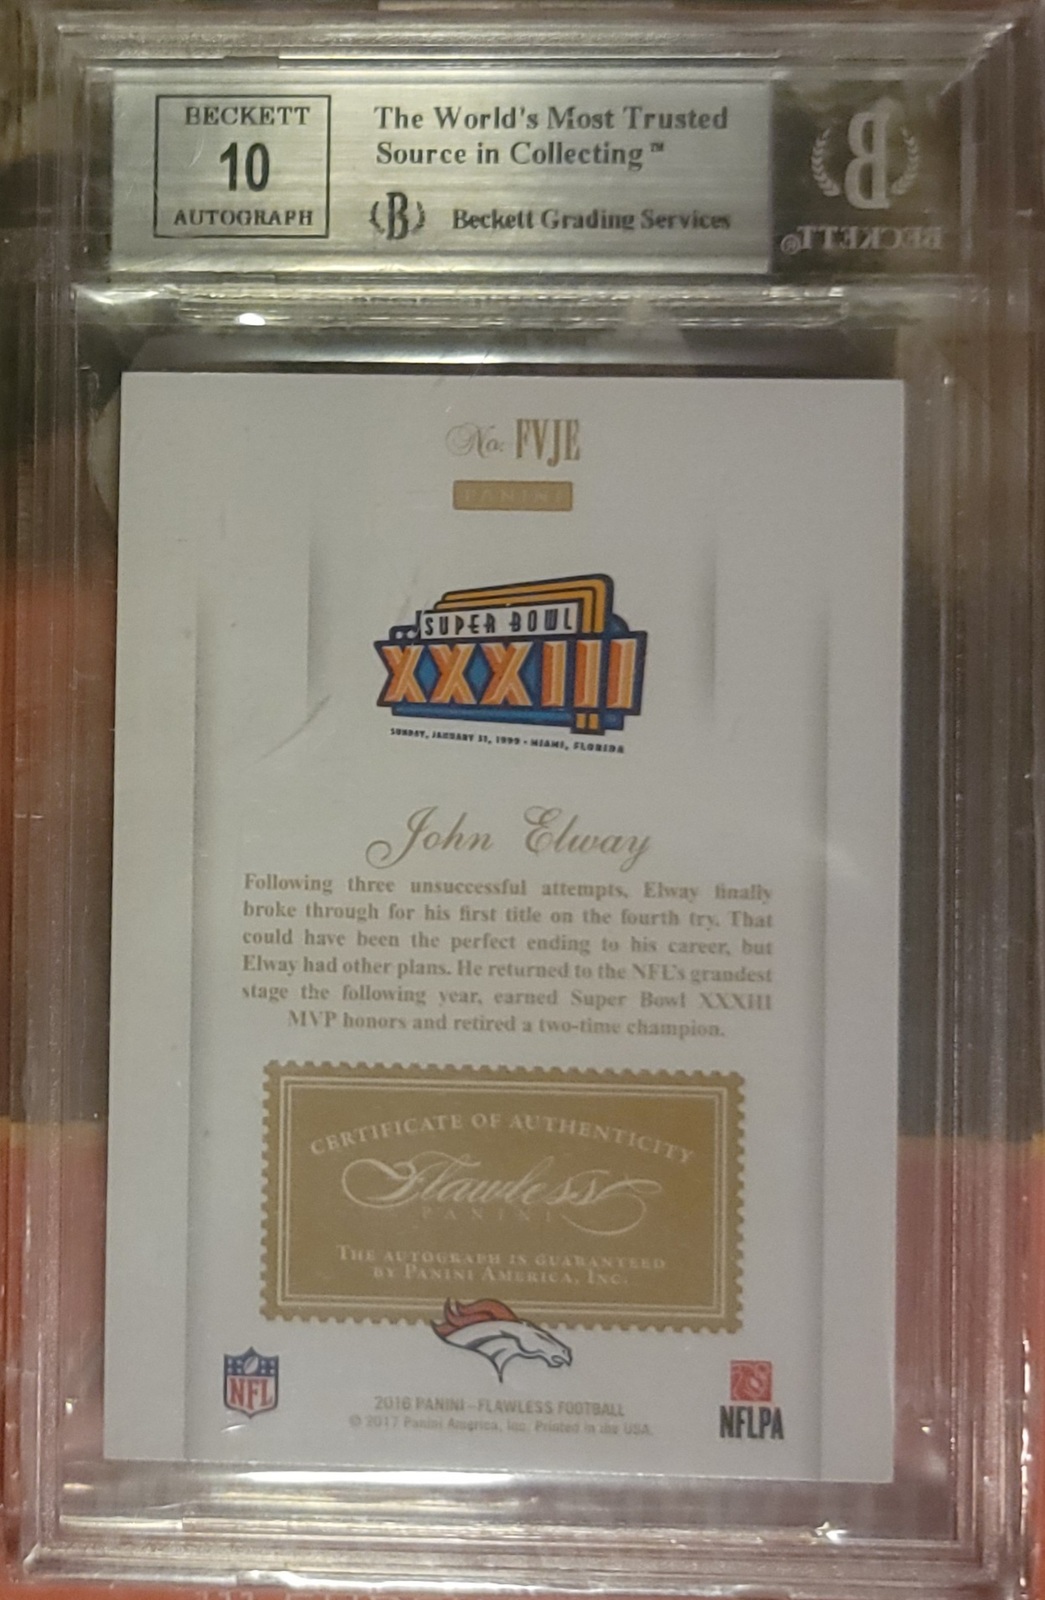 BECKETT
10
AUTOGRAPH
The World's Most Trusted
Source in Collecting™
B Beckett Grading Services
B
BECKETT®
No. FVJE
PANINI
SUPER BOWL
XXXIII
SUNDAY, JANUARY 31, 1999 • MIAMI, FLORIDA
John Elway
Following three unsuccessful attempts, Elway finally
broke through for his first title on the fourth try. That
could have been the perfect ending to his career, but
Elway had other plans. He returned to the NFL's grandest
stage the following year, earned Super Bowl XXXIII
MVP honors and retired a two-time champion.
CERTIFICATE OF AUTHENTICITY
Flawless
PANINI
THE AUTOGRAPH IS GUARANTEED
BY PANINI AMERICA, INC.
NFL
2016 PANINI – FLAWLESS FOOTBALL
© 2017 Panini America, Inc. Printed in the USA.
NFLPA